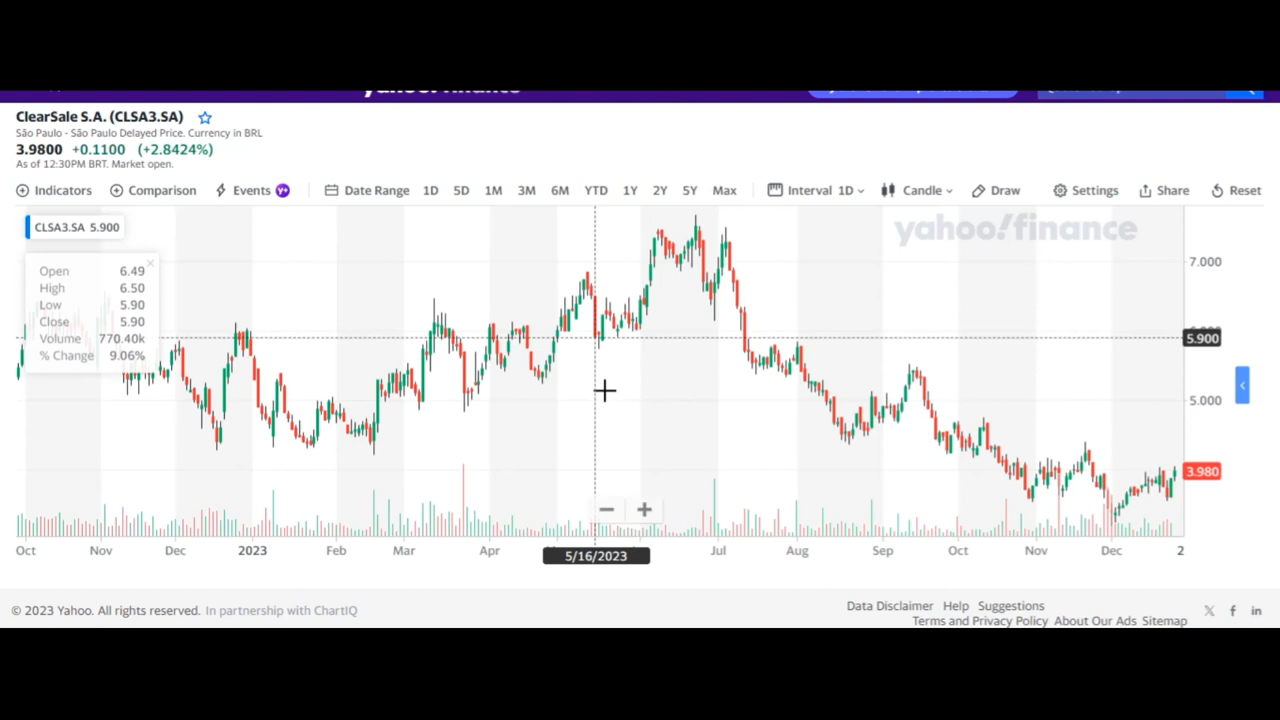 ClearSale S.A. (CLSA3.SA)
São Paulo - São Paulo Delayed Price. Currency in BRL
3.9800 +0.1100 (+2.8424%)
As of 12:30PM BRT. Market open.
Indicators Comparison Events Y+ Date Range 1D 5D 1M 3M 6M YTD 1Y 2Y 5Y Max Interval 1D Candle Draw Settings Share Reset
CLSA3.SA 5.900
yahoo!finance
Open 6.49
High 6.50
Low 5.90
Close 5.90
Volume 770.40k
% Change 9.06%
7.000
5.900
5.000
3.980
Oct Nov Dec 2023 Feb Mar Apr 5/16/2023 Jul Aug Sep Oct Nov Dec 2
© 2023 Yahoo. All rights reserved. In partnership with ChartIQ
Data Disclaimer Help Suggestions
Terms and Privacy Policy About Our Ads Sitemap